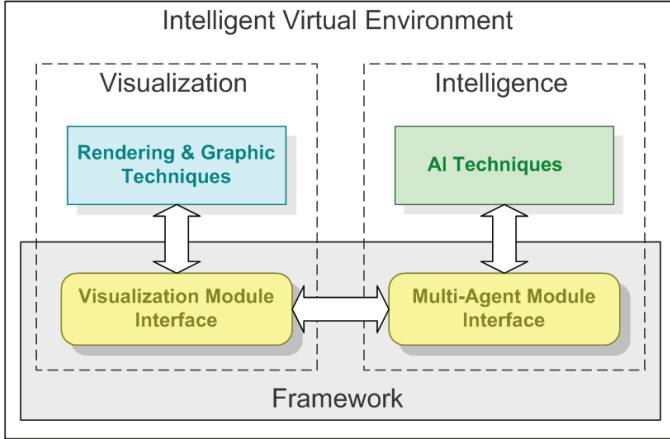 Intelligent Virtual Environment
Visualization
Intelligence
Rendering & Graphic
Techniques
AI Techniques
Visualization Module
Interface
Multi-Agent Module
Interface
Framework